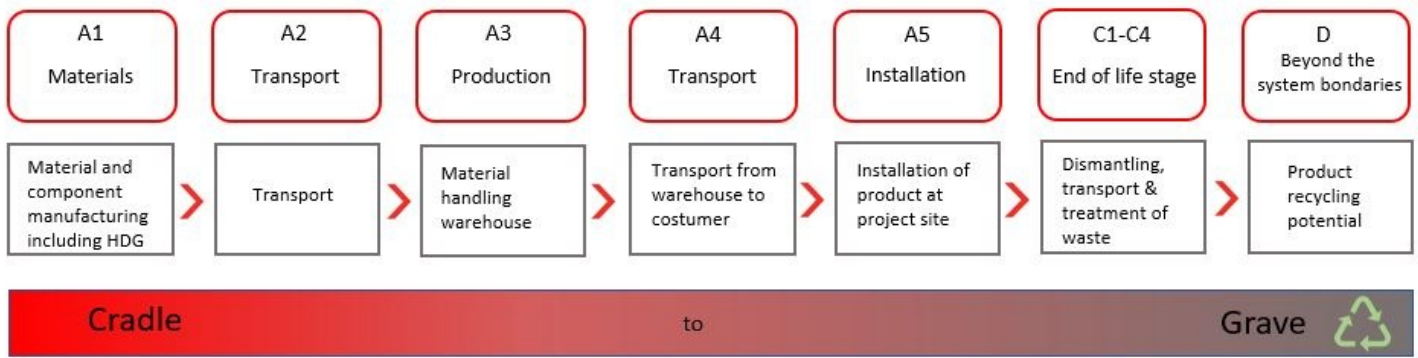 A1
Materials
A2
Transport
A3
Production
A4
Transport
A5
Installation
C1-C4
End of life stage
D
Beyond the
system bondaries
Material and
component
manufacturing
including HDG
Transport
Material
handling
warehouse
Transport from
warehouse to
costumer
Installation of
product at
project site
Dismantling,
transport &
treatment of
waste
Product
recycling
potential
Cradle
to
Grave